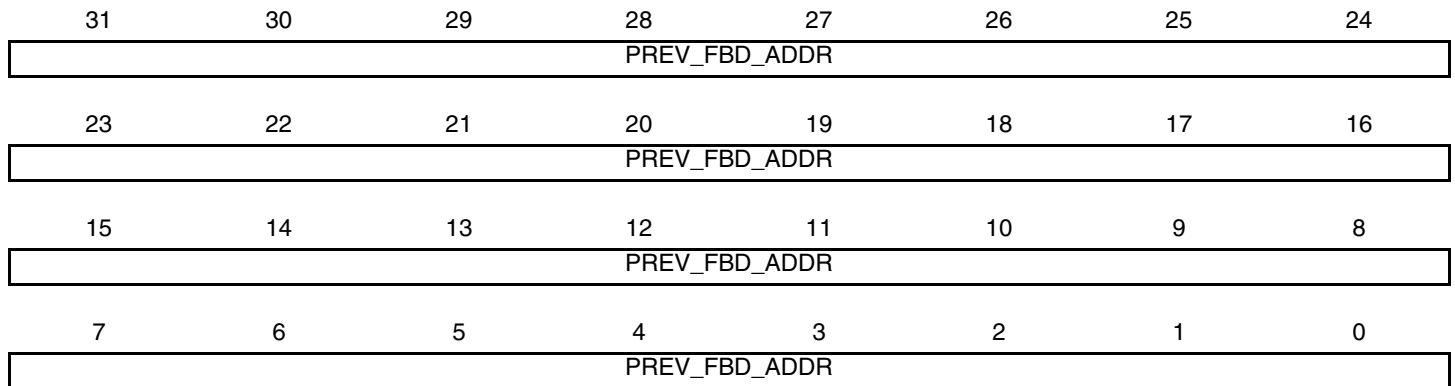 31 30 29 28 27 26 25 24
PREV_FBD_ADDR
23 22 21 20 19 18 17 16
PREV_FBD_ADDR
15 14 13 12 11 10 9 8
PREV_FBD_ADDR
7 6 5 4 3 2 1 0
PREV_FBD_ADDR